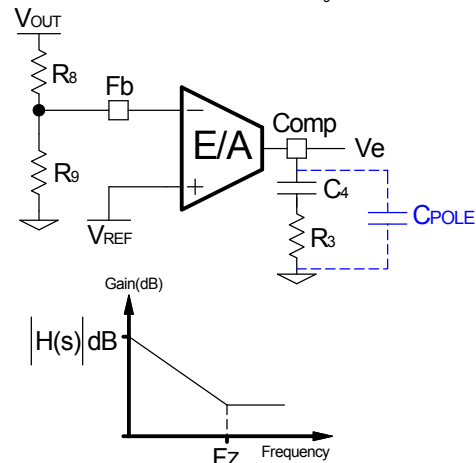 VOUT
R8
Fb
R9
VREF
−
E/A
+
Comp
Ve
C4
R3
CPOLE
Gain(dB)
|H(s)| dB
FZ
Frequency